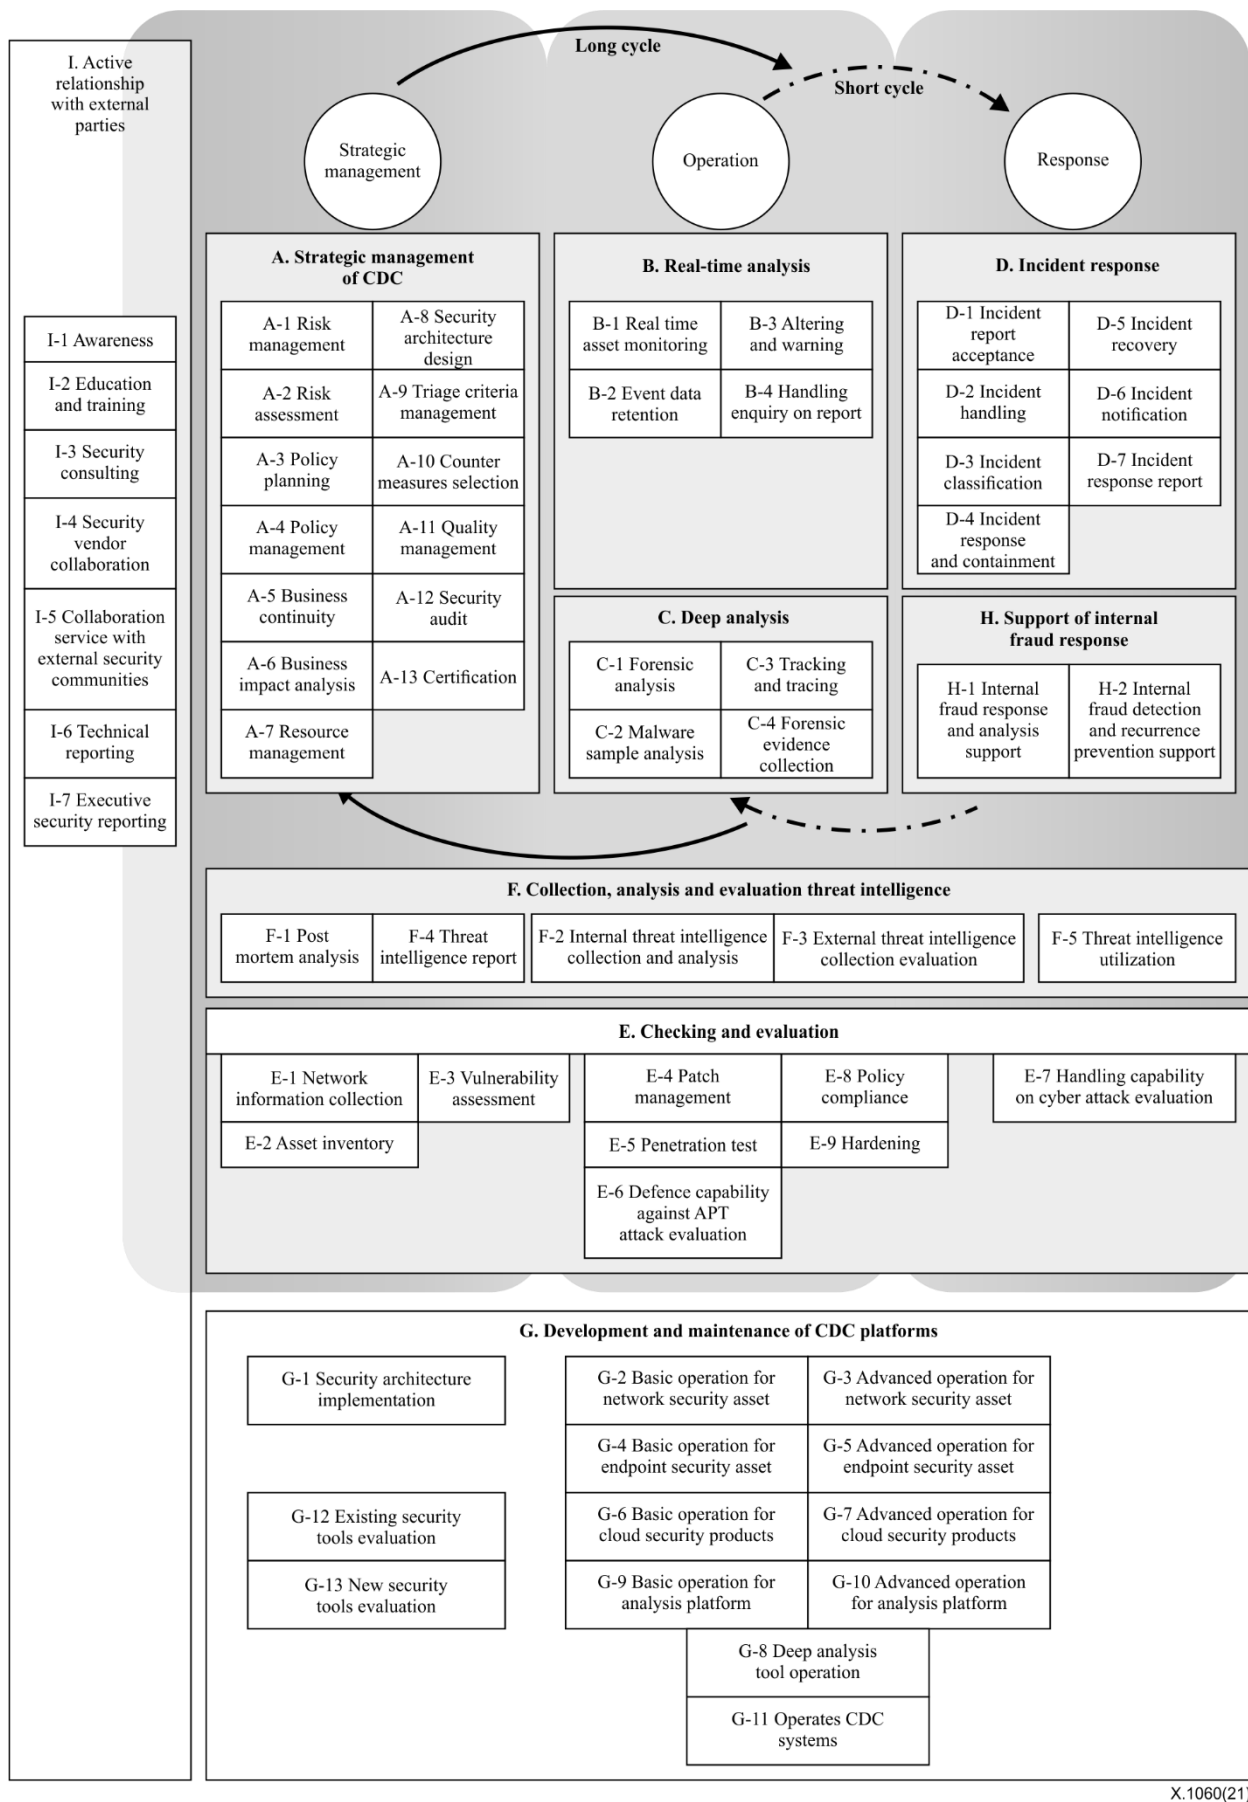 I. Active
relationship
with external
parties
Long cycle
Short cycle
Strategic
management
Operation
Response
I-1 Awareness
I-2 Education
and training
I-3 Security
consulting
I-4 Security
vendor
collaboration
I-5 Collaboration
service with
external security
communities
I-6 Technical
reporting
I-7 Executive
security reporting
A. Strategic management
of CDC
A-1 Risk
management
A-2 Risk
assessment
A-3 Policy
planning
A-4 Policy
management
A-5 Business
continuity
A-6 Business
impact analysis
A-7 Resource
management
A-8 Security
architecture
design
A-9 Triage criteria
management
A-10 Counter
measures selection
A-11 Quality
management
A-12 Security
audit
A-13 Certification
B. Real-time analysis
B-1 Real time
asset monitoring
B-2 Event data
retention
B-3 Altering
and warning
B-4 Handling
enquiry on report
C. Deep analysis
C-1 Forensic
analysis
C-2 Malware
sample analysis
C-3 Tracking
and tracing
C-4 Forensic
evidence
collection
D. Incident response
D-1 Incident
report
acceptance
D-2 Incident
handling
D-3 Incident
classification
D-4 Incident
response
and containment
D-5 Incident
recovery
D-6 Incident
notification
D-7 Incident
response report
H. Support of internal
fraud response
H-1 Internal
fraud response
and analysis
support
H-2 Internal
fraud detection
and recurrence
prevention support
F. Collection, analysis and evaluation threat intelligence
F-1 Post
mortem analysis
F-4 Threat
intelligence report
F-2 Internal threat intelligence
collection and analysis
F-3 External threat intelligence
collection evaluation
F-5 Threat intelligence
utilization
E. Checking and evaluation
E-1 Network
information collection
E-2 Asset inventory
E-3 Vulnerability
assessment
E-4 Patch
management
E-5 Penetration test
E-6 Defence capability
against APT
attack evaluation
E-8 Policy
compliance
E-9 Hardening
E-7 Handling capability
on cyber attack evaluation
G. Development and maintenance of CDC platforms
G-1 Security architecture
implementation
G-12 Existing security
tools evaluation
G-13 New security
tools evaluation
G-2 Basic operation for
network security asset
G-3 Advanced operation for
network security asset
G-4 Basic operation for
endpoint security asset
G-5 Advanced operation for
endpoint security asset
G-6 Basic operation for
cloud security products
G-7 Advanced operation for
cloud security products
G-9 Basic operation for
analysis platform
G-10 Advanced operation
for analysis platform
G-8 Deep analysis
tool operation
G-11 Operates CDC
systems
X.1060(21)